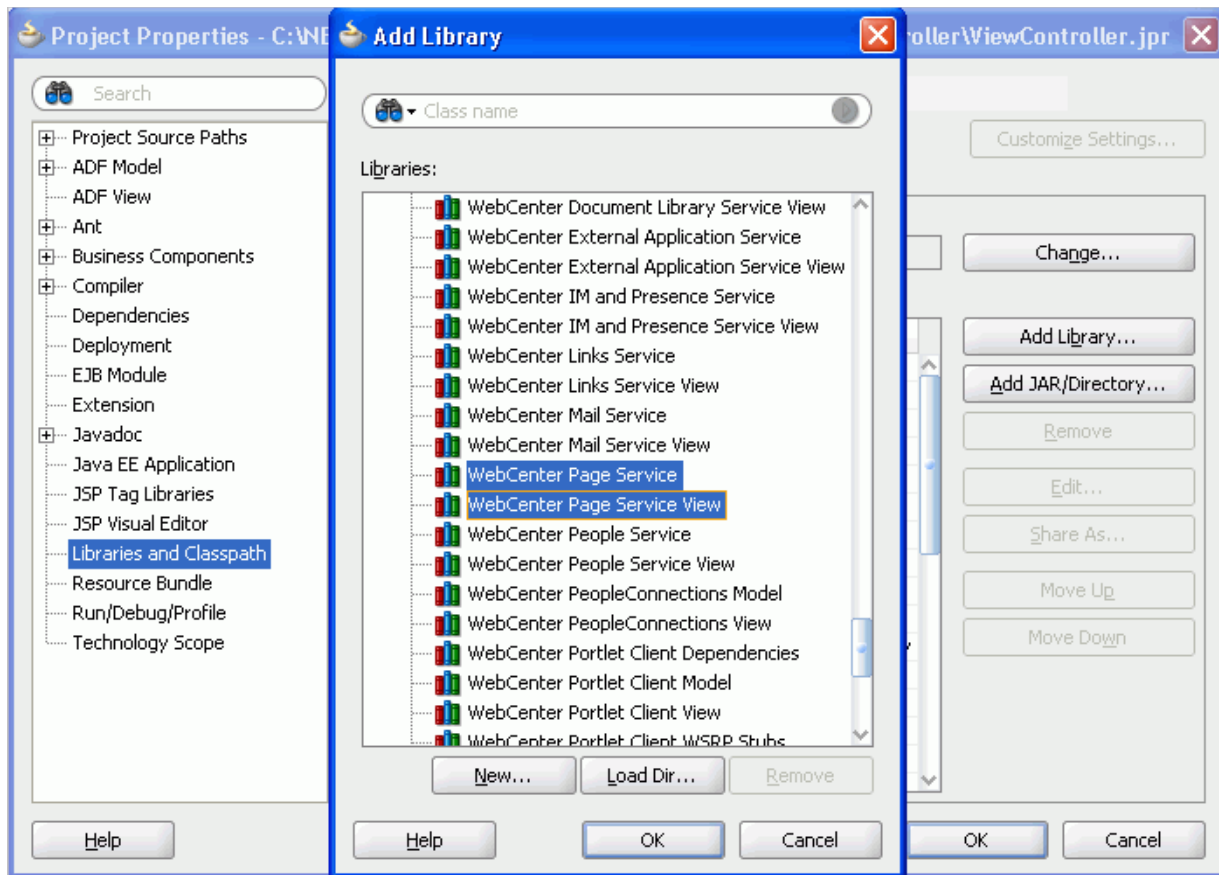 Project Properties - C:\NE
Search
Project Source Paths
ADF Model
ADF View
Ant
Business Components
Compiler
Dependencies
Deployment
EJB Module
Extension
Javadoc
Java EE Application
JSP Tag Libraries
JSP Visual Editor
Libraries and Classpath
Resource Bundle
Run/Debug/Profile
Technology Scope
Help
Add Library
Class name
Libraries:
WebCenter Document Library Service View
WebCenter External Application Service
WebCenter External Application Service View
WebCenter IM and Presence Service
WebCenter IM and Presence Service View
WebCenter Links Service
WebCenter Links Service View
WebCenter Mail Service
WebCenter Mail Service View
WebCenter Page Service
WebCenter Page Service View
WebCenter People Service
WebCenter People Service View
WebCenter PeopleConnections Model
WebCenter PeopleConnections View
WebCenter Portlet Client Dependencies
WebCenter Portlet Client Model
WebCenter Portlet Client View
WebCenter Portlet Client WSRP Stubs
New... Load Dir... Remove
Help OK Cancel
roller\ViewController.jpr
Customize Settings...
Change...
Add Library...
Add JAR/Directory...
Remove
Edit...
Share As...
Move Up
Move Down
OK Cancel